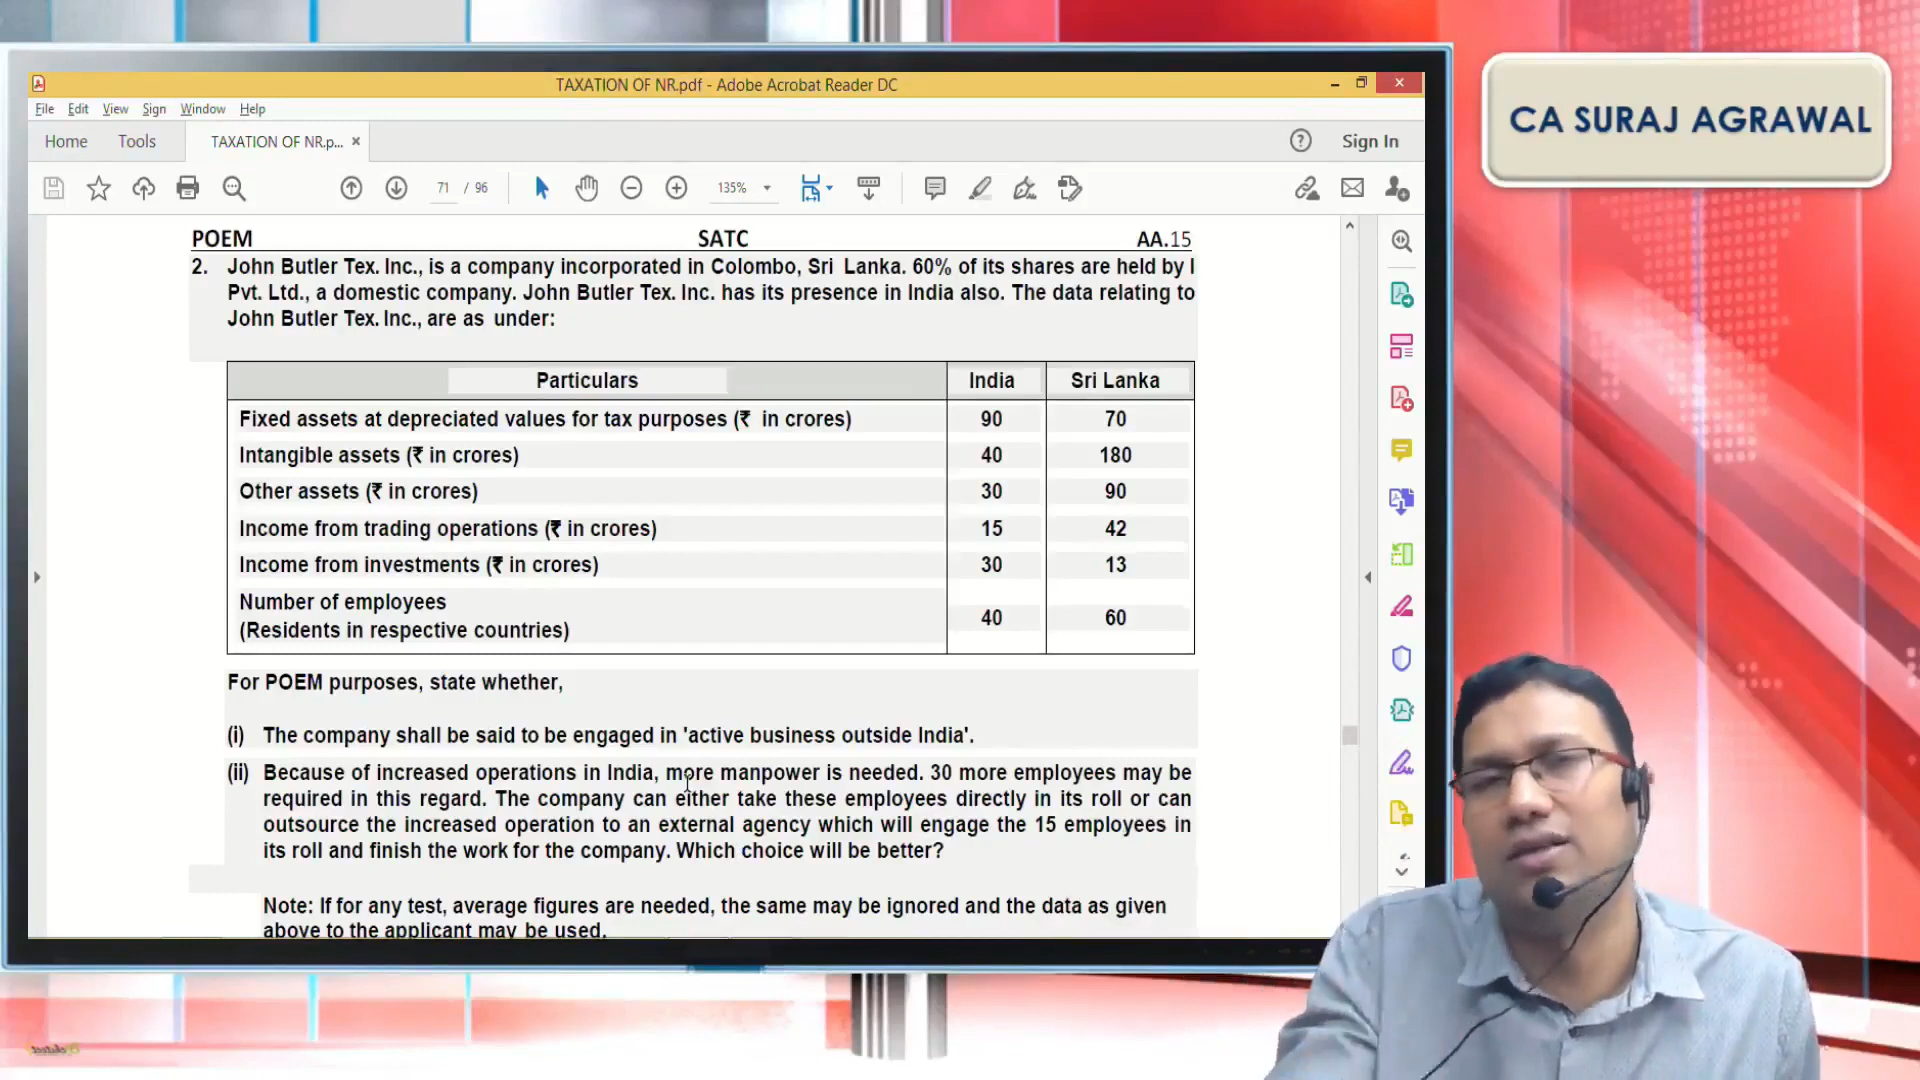 TAXATION OF NR.pdf - Adobe Acrobat Reader DC
File Edit View Sign Window Help
Home Tools TAXATION OF NR.p... × Sign In
71 / 96 135%
CA SURAJ AGRAWAL
POEM SATC AA.15
2. John Butler Tex. Inc., is a company incorporated in Colombo, Sri Lanka. 60% of its shares are held by I
Pvt. Ltd., a domestic company. John Butler Tex. Inc. has its presence in India also. The data relating to
John Butler Tex. Inc., are as under:
Particulars India Sri Lanka
Fixed assets at depreciated values for tax purposes (₹ in crores) 90 70
Intangible assets (₹ in crores) 40 180
Other assets (₹ in crores) 30 90
Income from trading operations (₹ in crores) 15 42
Income from investments (₹ in crores) 30 13
Number of employees
(Residents in respective countries) 40 60
For POEM purposes, state whether,
(i) The company shall be said to be engaged in 'active business outside India'.
(ii) Because of increased operations in India, more manpower is needed. 30 more employees may be
required in this regard. The company can either take these employees directly in its roll or can
outsource the increased operation to an external agency which will engage the 15 employees in
its roll and finish the work for the company. Which choice will be better?
Note: If for any test, average figures are needed, the same may be ignored and the data as given
above to the applicant may be used.